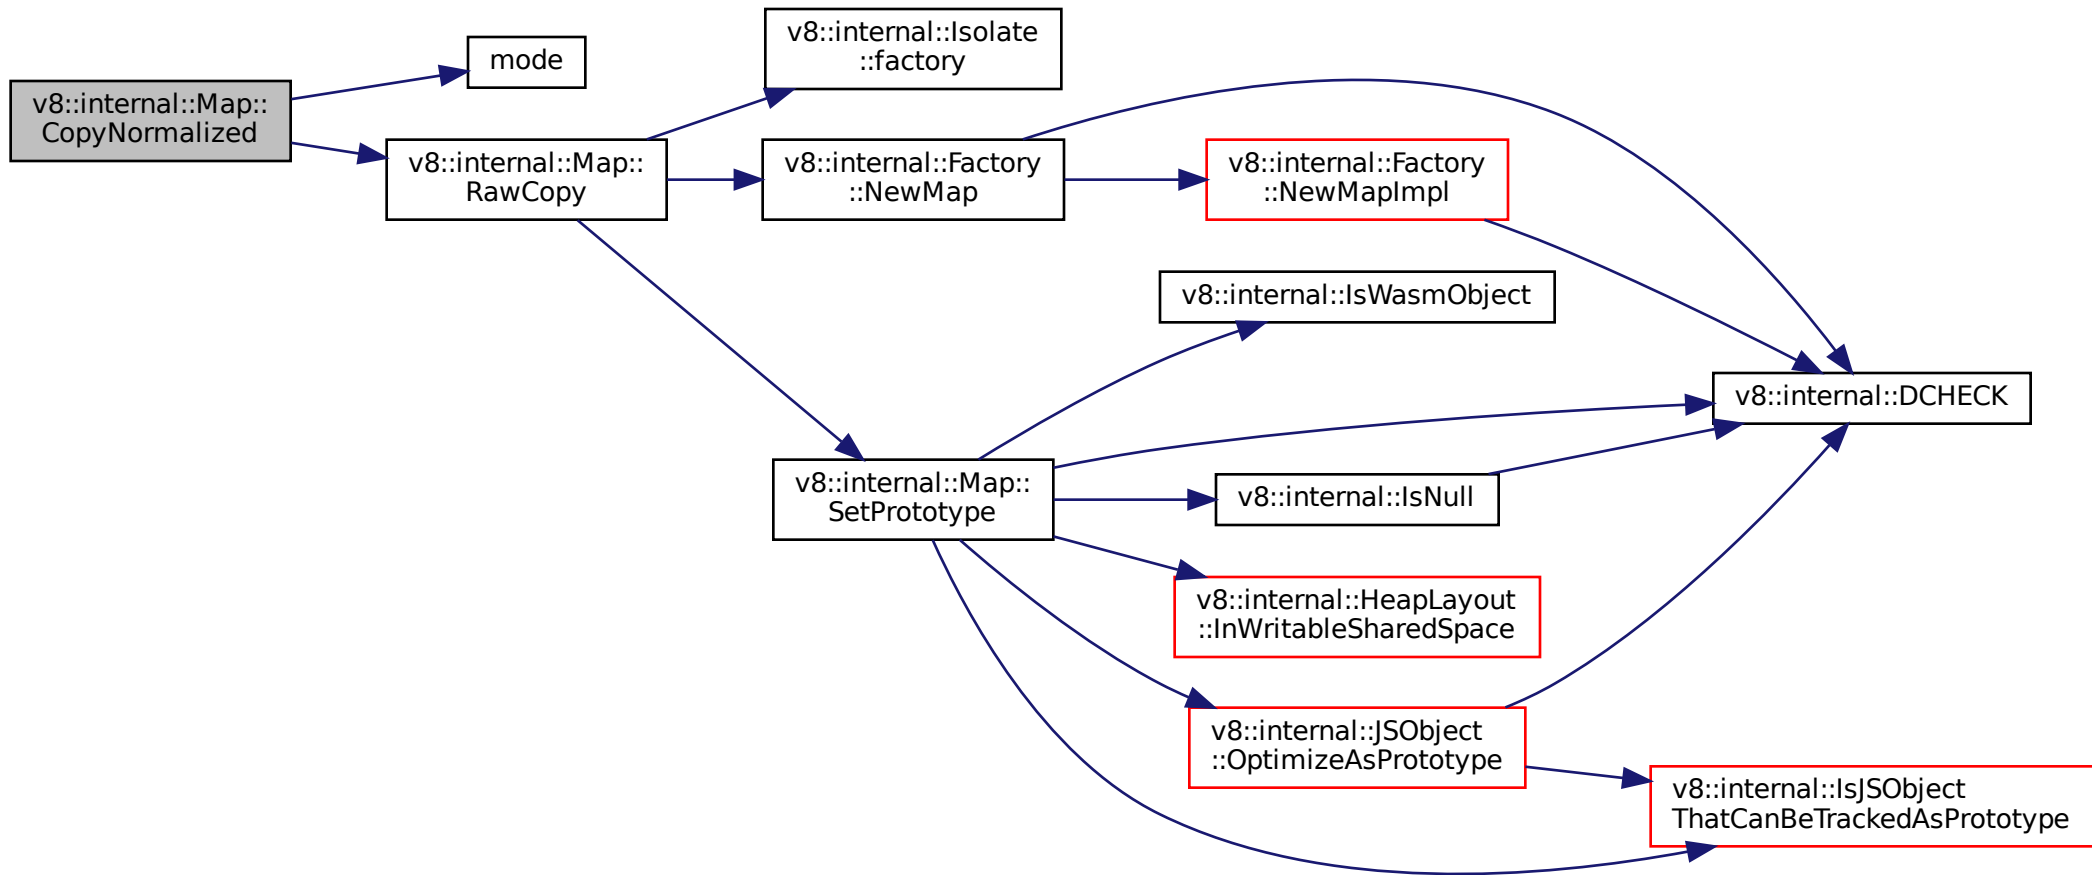 v8::internal::Map::
CopyNormalized
mode
v8::internal::Map::
RawCopy
v8::internal::Isolate
::factory
v8::internal::Factory
::NewMap
v8::internal::Factory
::NewMapImpl
v8::internal::Map::
SetPrototype
v8::internal::IsWasmObject
v8::internal::DCHECK
v8::internal::IsNull
v8::internal::HeapLayout
::InWritableSharedSpace
v8::internal::JSObject
::OptimizeAsPrototype
v8::internal::IsJSObject
ThatCanBeTrackedAsPrototype